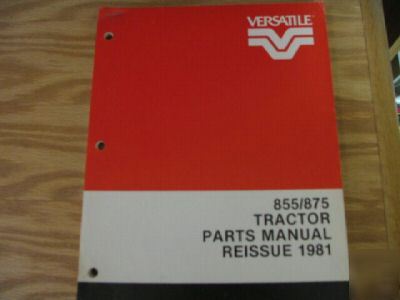 VERSATILE
855/875
TRACTOR
PARTS MANUAL
REISSUE 1981